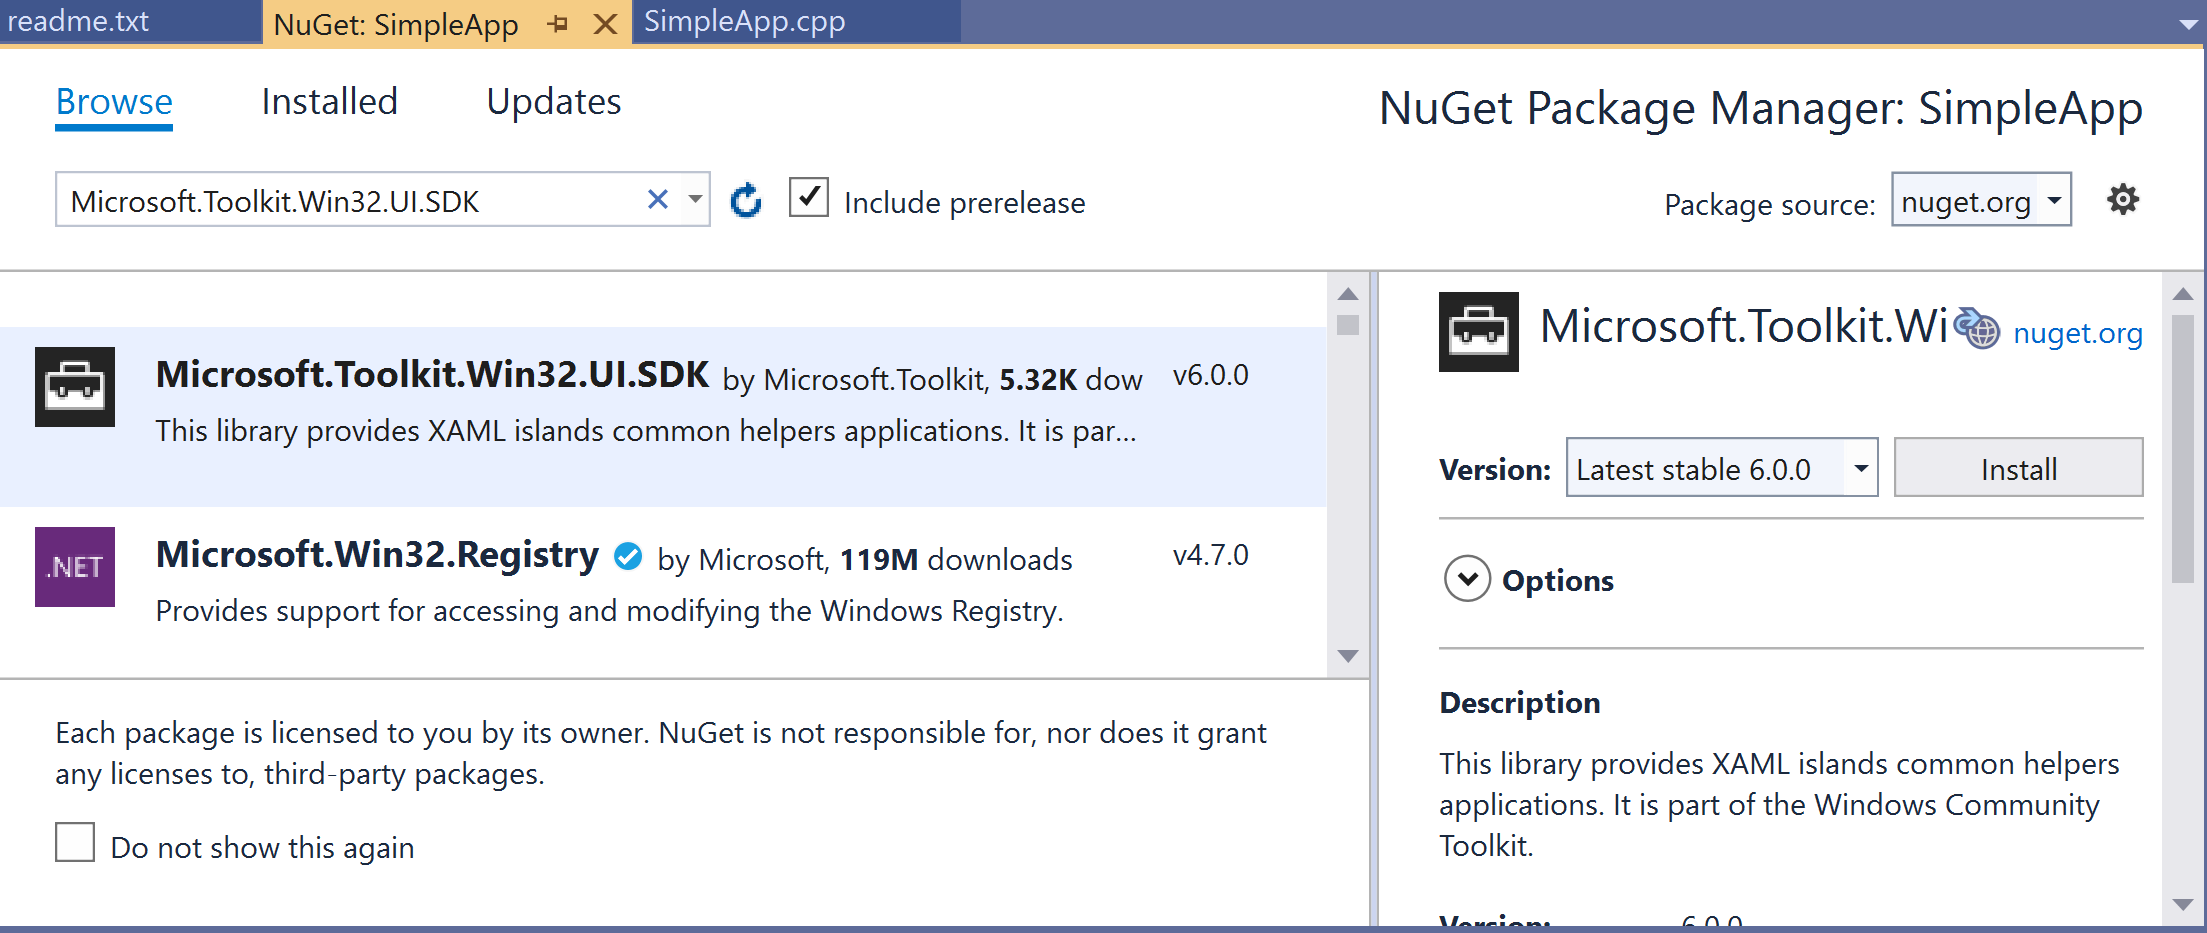 readme.txt
NuGet: SimpleApp
SimpleApp.cpp
Browse
Installed
Updates
NuGet Package Manager: SimpleApp
Microsoft.Toolkit.Win32.UI.SDK
Include prerelease
Package source: nuget.org
Microsoft.Toolkit.Win32.UI.SDK by Microsoft.Toolkit, 5.32K dow v6.0.0
This library provides XAML islands common helpers applications. It is par...
.NET
Microsoft.Win32.Registry by Microsoft, 119M downloads v4.7.0
Provides support for accessing and modifying the Windows Registry.
Each package is licensed to you by its owner. NuGet is not responsible for, nor does it grant
any licenses to, third-party packages.
Do not show this again
Microsoft.Toolkit.Wi nuget.org
Version: Latest stable 6.0.0 Install
Options
Description
This library provides XAML islands common helpers
applications. It is part of the Windows Community
Toolkit.
Version: 6.0.0